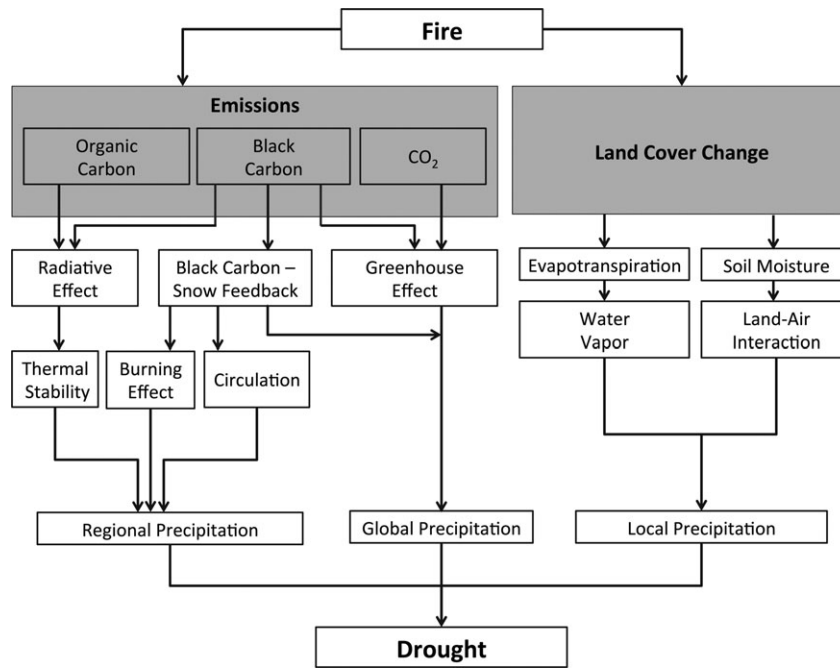 Fire
Emissions
Organic
Carbon
Black
Carbon
CO₂
Land Cover Change
Radiative
Effect
Black Carbon –
Snow Feedback
Greenhouse
Effect
Evapotranspiration
Soil Moisture
Water
Vapor
Land-Air
Interaction
Thermal
Stability
Burning
Effect
Circulation
Regional Precipitation
Global Precipitation
Local Precipitation
Drought